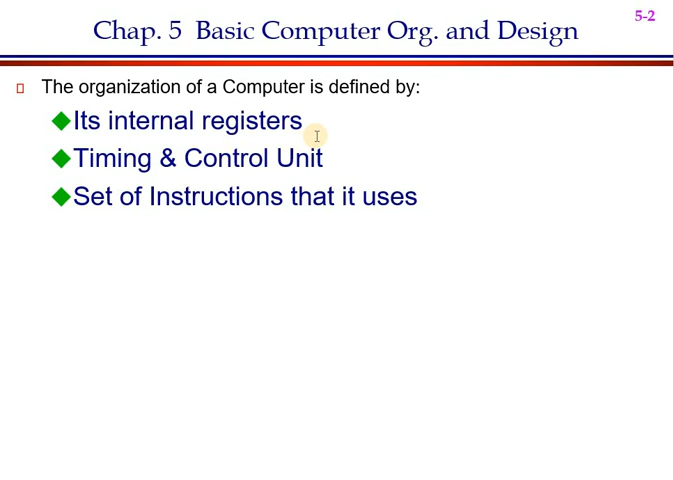 5-2
Chap. 5 Basic Computer Org. and Design
The organization of a Computer is defined by:
Its internal registers
Timing & Control Unit
Set of Instructions that it uses